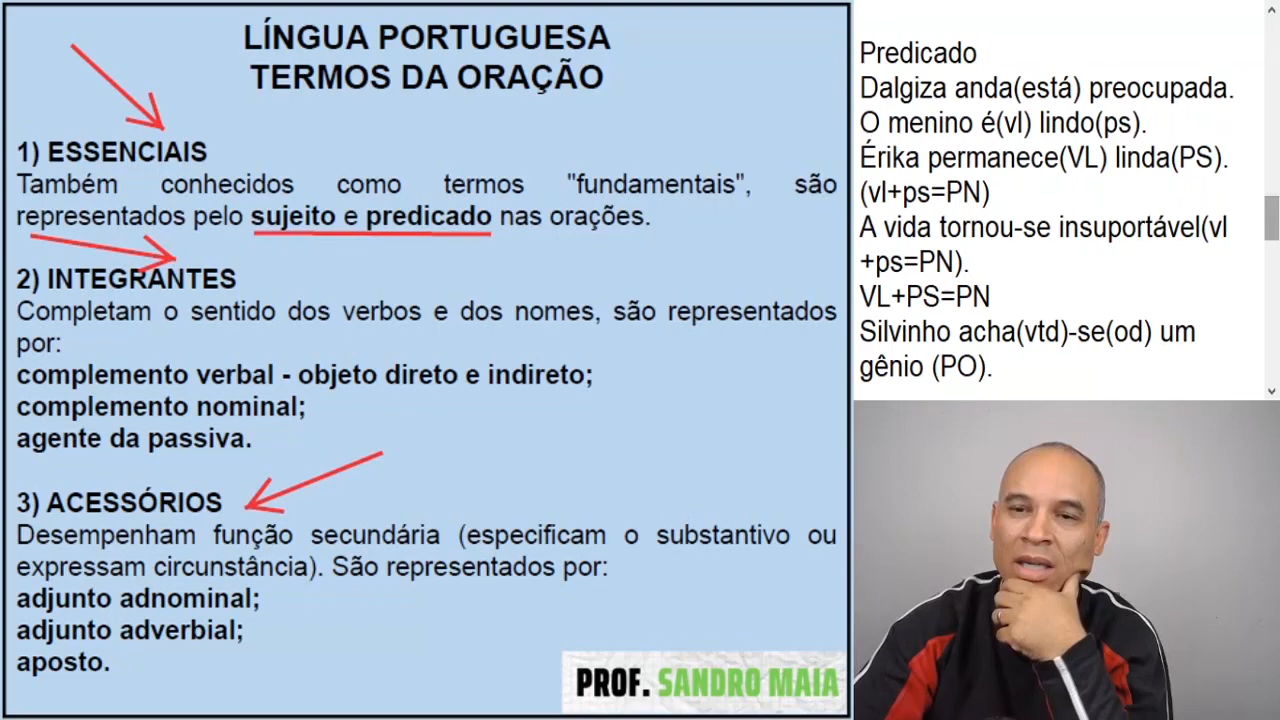 LÍNGUA PORTUGUESA
TERMOS DA ORAÇÃO
1) ESSENCIAIS
Também conhecidos como termos "fundamentais", são
representados pelo sujeito e predicado nas orações.
2) INTEGRANTES
Completam o sentido dos verbos e dos nomes, são representados
por:
complemento verbal - objeto direto e indireto;
complemento nominal;
agente da passiva.
3) ACESSÓRIOS
Desempenham função secundária (especificam o substantivo ou
expressam circunstância). São representados por:
adjunto adnominal;
adjunto adverbial;
aposto.
PROF. SANDRO MAIA
Predicado
Dalgiza anda(está) preocupada.
O menino é(vl) lindo(ps).
Érika permanece(VL) linda(PS).
(vl+ps=PN)
A vida tornou-se insuportável(vl
+ps=PN).
VL+PS=PN
Silvinho acha(vtd)-se(od) um
gênio (PO).